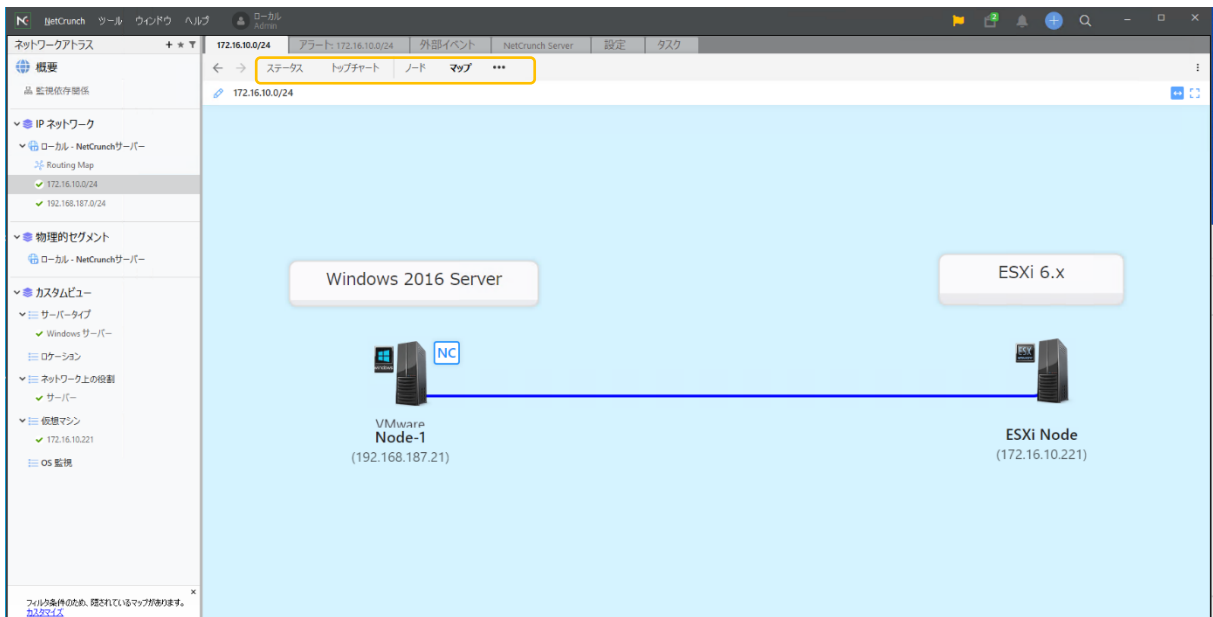 NetCrunch ツール ウィンドウ ヘルプ ローカル
Admin
2
ネットワークアトラス
172.16.10.0/24 アラート: 172.16.10.0/24 外部イベント NetCrunch Server 設定 タスク
概要
ステータス トップチャート ノード マップ •••
監視依存関係
172.16.10.0/24
IP ネットワーク
ローカル - NetCrunchサーバー
Routing Map
172.16.10.0/24
192.168.187.0/24
物理的セグメント
ローカル - NetCrunchサーバー
カスタムビュー
サーバータイプ
Windows サーバー
ロケーション
ネットワーク上の役割
サーバー
仮想マシン
172.16.10.221
OS 監視
フィルタ条件のため、隠されているマップがあります。
カスタマイズ
Windows 2016 Server
ESXi 6.x
NC
ESX
VMware
Node-1
(192.168.187.21)
ESXi Node
(172.16.10.221)